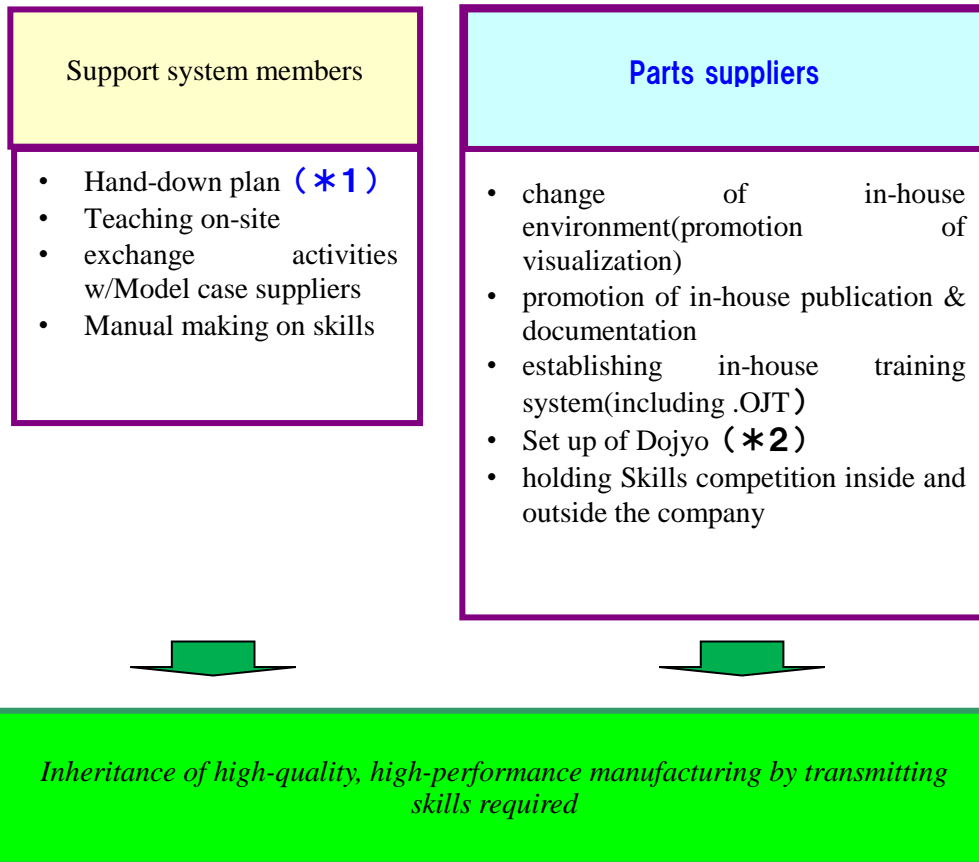 Support system members
• Hand-down plan（＊1）
• Teaching on-site
• exchange activities
w/Model case suppliers
• Manual making on skills
Parts suppliers
• change of in-house
environment(promotion of
visualization)
• promotion of in-house publication &
documentation
• establishing in-house training
system(including .OJT）
• Set up of Dojyo（＊2）
• holding Skills competition inside and
outside the company
Inheritance of high-quality, high-performance manufacturing by transmitting
skills required